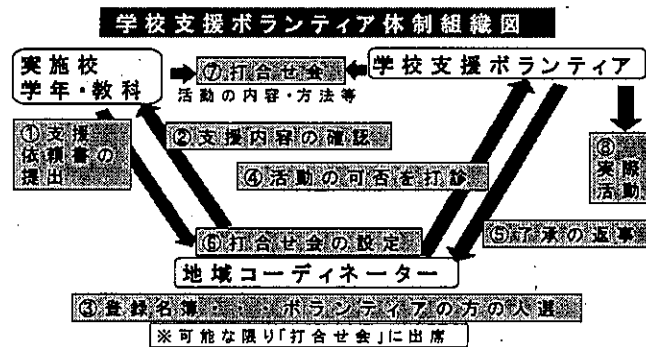 学校支援ボランティア体制組織図
実施校
学年・教科
⑦打合せ会
活動の内容・方法等
学校支援ボランティア
①支援
依頼書の
提出
②支援内容の確認
④活動の可否を打診
⑧
実際
活動
⑥打合せ会の設定
⑤了承の返事
地域コーディネーター
③登録名簿・・・ボランティアの方の人選
※可能な限り「打合せ会」に出席